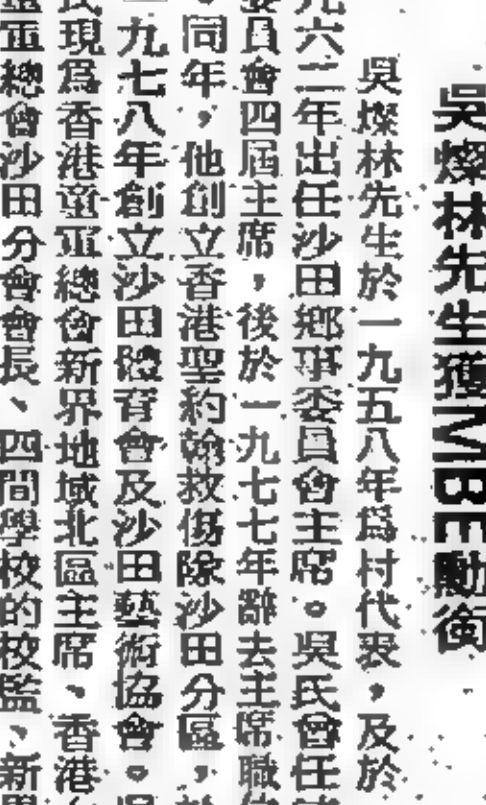 吳燦林先生獲MBE勳銜
吳燦林先生於一九五八年爲村代表，及於
九六二年出任沙田鄉事委員會主席。吳氏曾任
委員會四屆主席，後於一九七七年辭去主席職
同年，他創立香港聖約翰救傷隊沙田分區，
一九七八年創立沙田體育會及沙田藝術協會。吳
氏現爲香港童軍總會新界地域北區主席、香港
童軍總會沙田分會會長、四間學校的校監、新界